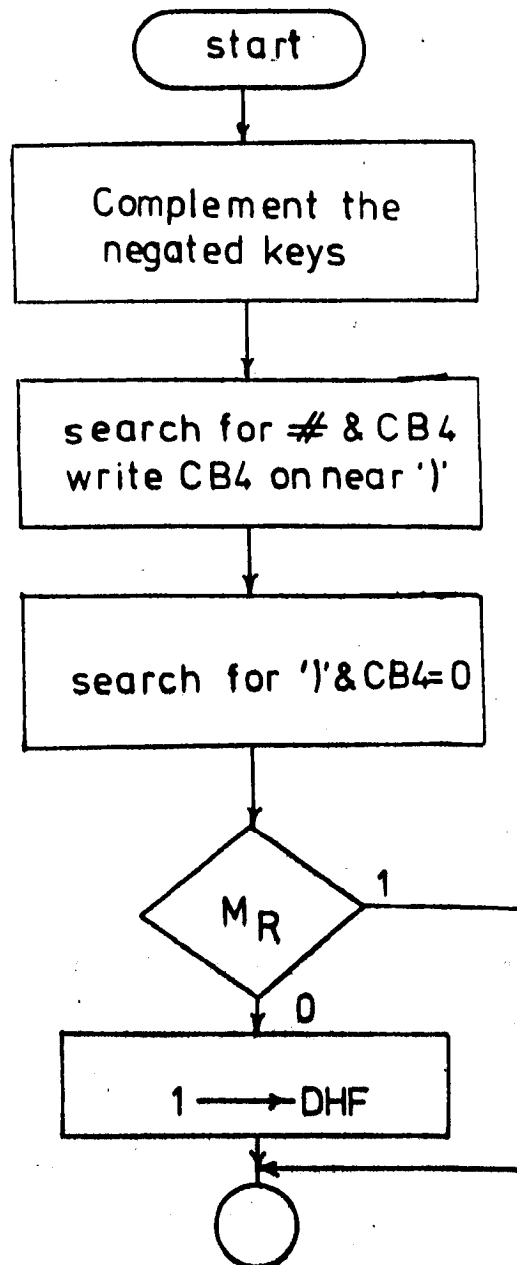 start
Complement the
negated keys
search for # & CB4
write CB4 on near ')'
search for ')'&CB4=0
MR
1
0
1 → DHF